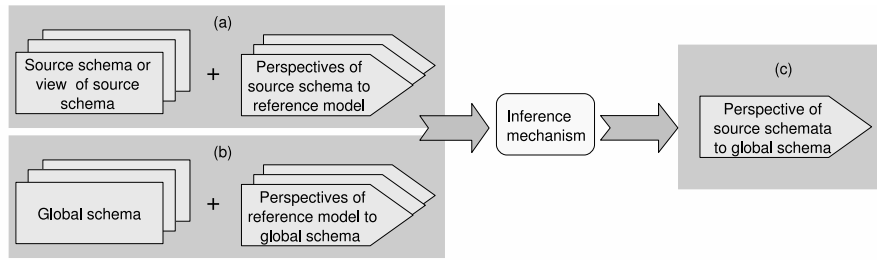 (a)
Source schema or
view of source
schema
+
Perspectives of
source schema to
reference model
(b)
Global schema
+
Perspectives of
reference model to
global schema
Inference
mechanism
(c)
Perspective of
source schemata
to global schema